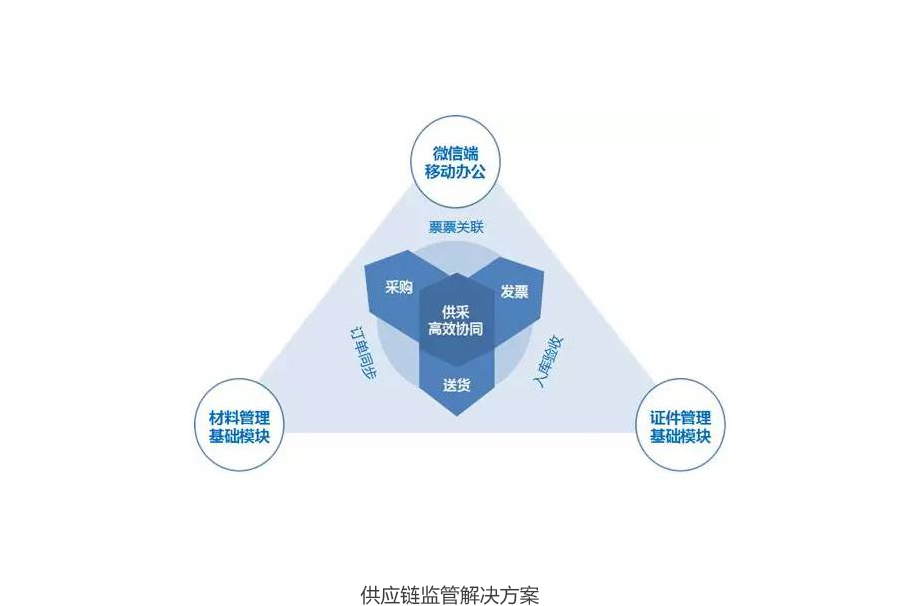 微信端
移动办公
票票关联
采购
发票
供采
高效协同
订单同步
入库验收
送货
材料管理
基础模块
证件管理
基础模块
供应链监管解决方案